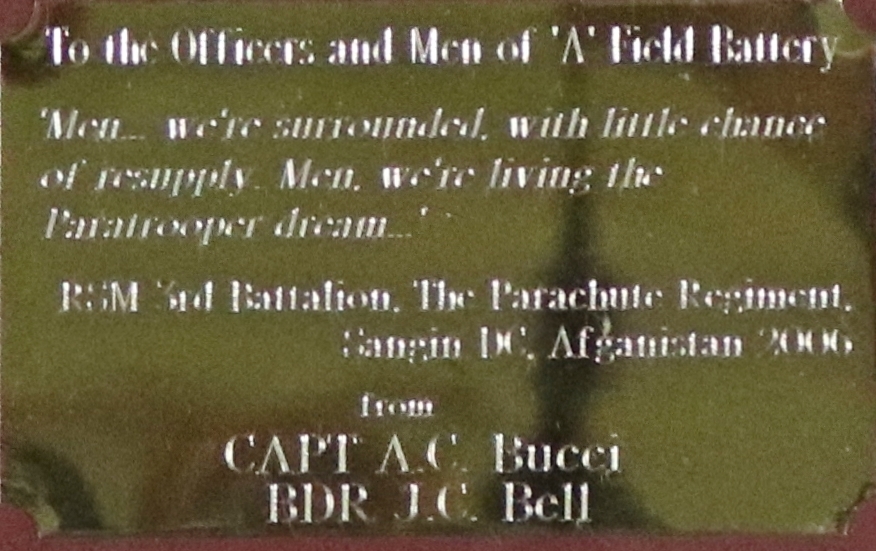 To the Officers and Men of 'A' Field Battery
'Men... we're surrounded, with little chance
of resupply. Men, we're living the
Paratrooper dream...'
RSM 3rd Battalion, The Parachute Regiment,
Sangin DC, Afganistan 2006
from
CAPT A.C. Bucci
BDR J.C. Bell